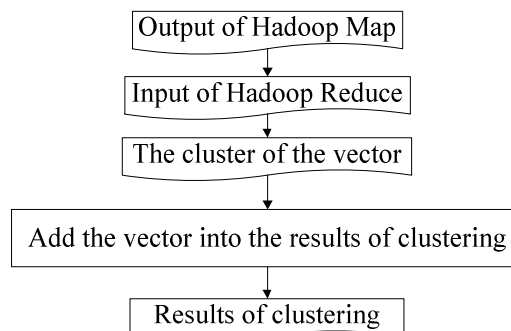 Output of Hadoop Map
Input of Hadoop Reduce
The cluster of the vector
Add the vector into the results of clustering
Results of clustering